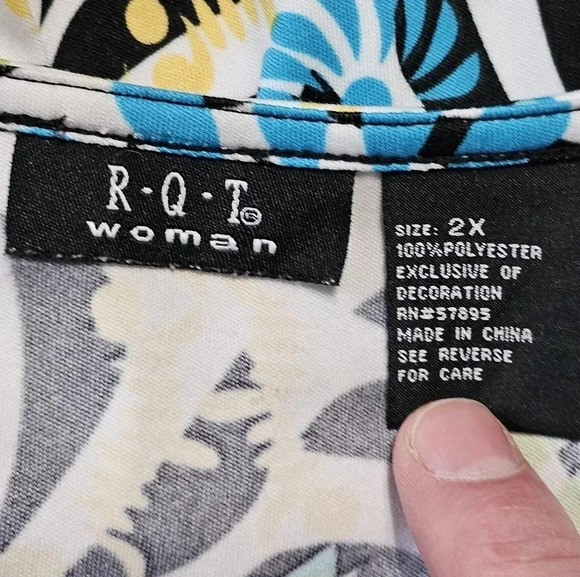 R·Q·T®
woman
SIZE: 2X
100%POLYESTER
EXCLUSIVE OF
DECORATION
RN#57895
MADE IN CHINA
SEE REVERSE
FOR CARE